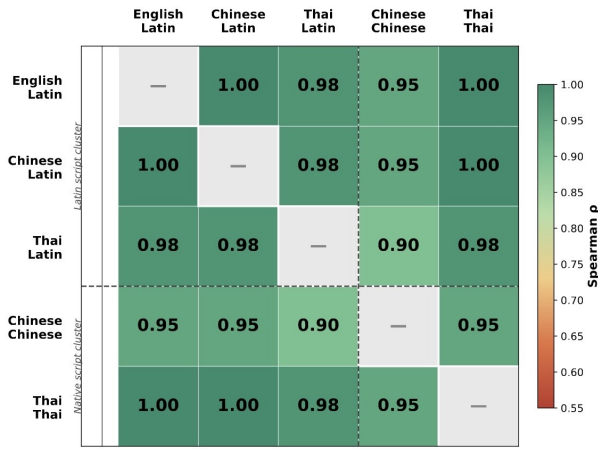 English Chinese Thai Chinese Thai
Latin Latin Latin Chinese Thai
English
Latin
— 1.00 0.98 0.95 1.00
Chinese
Latin
1.00 — 0.98 0.95 1.00
Thai
Latin
0.98 0.98 — 0.90 0.98
Chinese
Chinese
0.95 0.95 0.90 — 0.95
Thai
Thai
1.00 1.00 0.98 0.95 —
Latin script cluster
Native script cluster
1.00
0.95
0.90
0.85
0.80
0.75
0.70
0.65
0.60
0.55
Spearman ρ